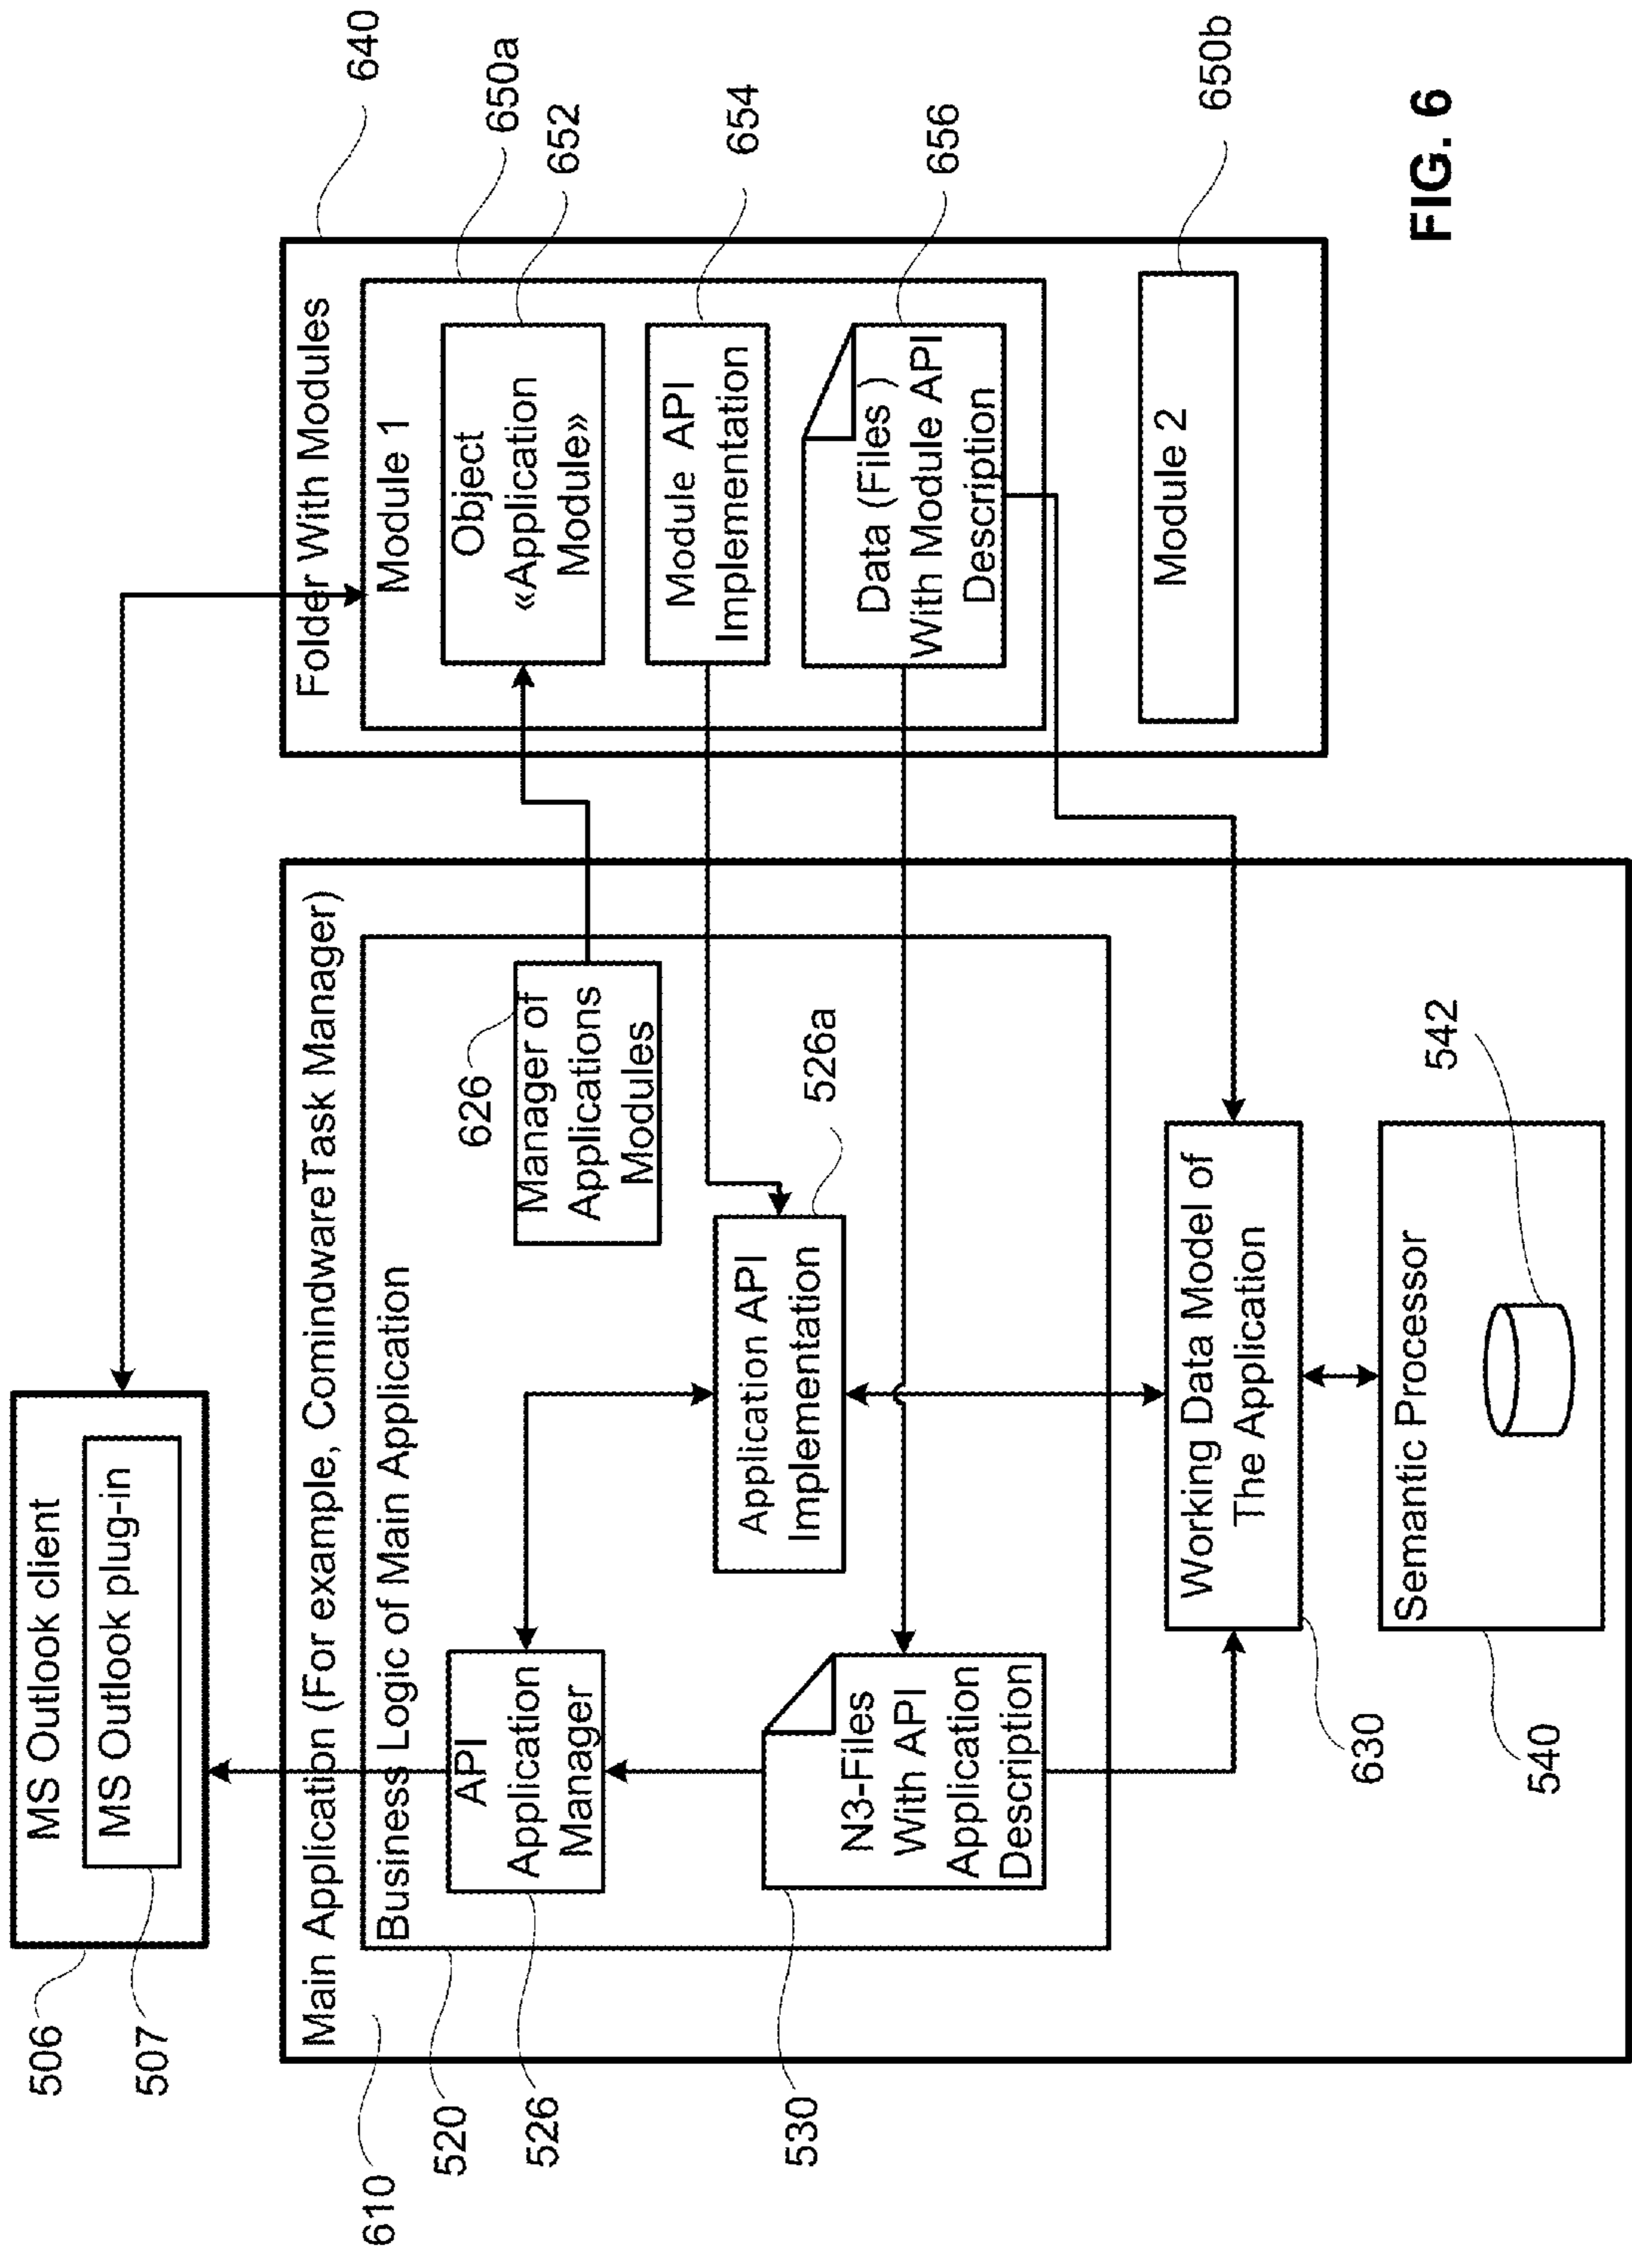 506
MS Outlook client
507
MS Outlook plug-in
610
Main Application (For example, ComindwareTask Manager)
520
Business Logic of Main Application
526
API
Application
Manager
626
Manager of
Applications
Modules
526a
Application API
Implementation
530
N3-Files
With API
Application
Description
630
Working Data Model of
The Application
540
Semantic Processor
542
640
Folder With Modules
650a
Module 1
652
Object
«Application
Module»
654
Module API
Implementation
656
Data (Files )
With Module API
Description
650b
Module 2
FIG. 6